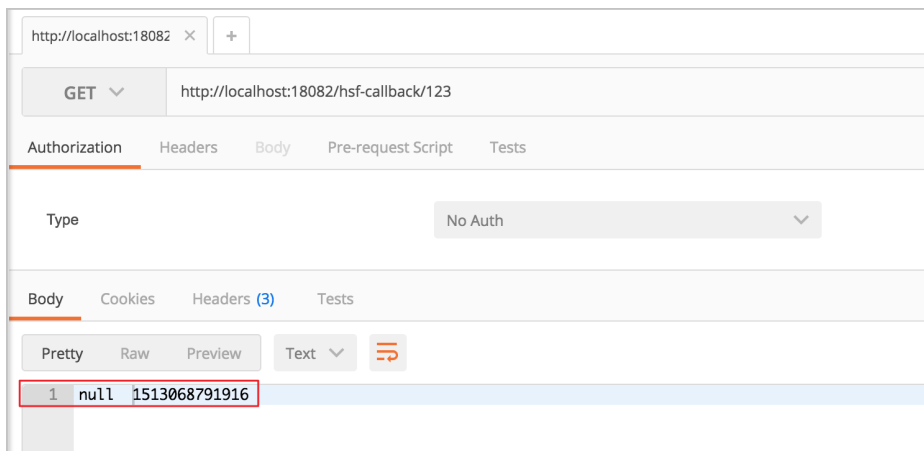 http://localhost:18082 × +
GET http://localhost:18082/hsf-callback/123
Authorization Headers Body Pre-request Script Tests
Type No Auth
Body Cookies Headers (3) Tests
Pretty Raw Preview Text
1 null 1513068791916